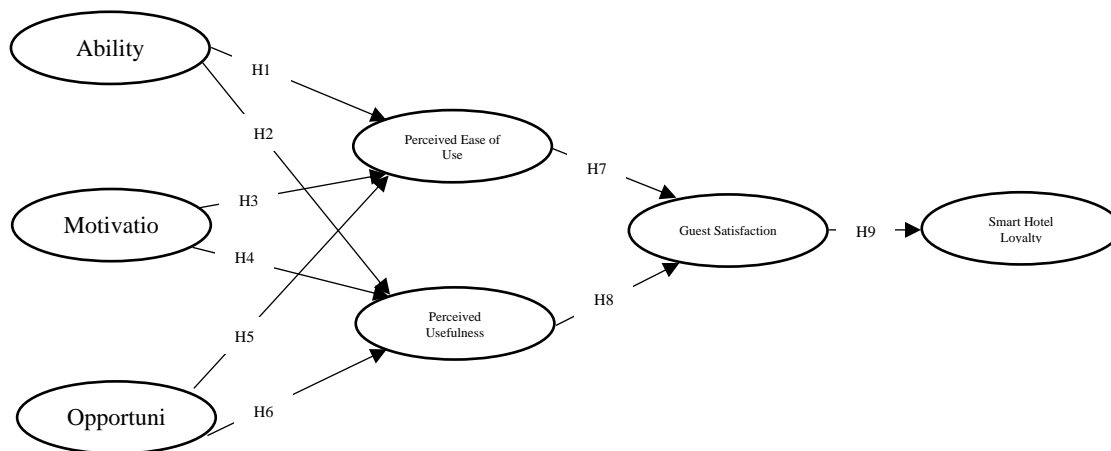 Ability
H1
H2
Perceived Ease of
Use
H7
H3
Motivatio
Guest Satisfaction
H9
Smart Hotel
Loyalty
H4
H8
Perceived
Usefulness
H5
H6
Opportuni